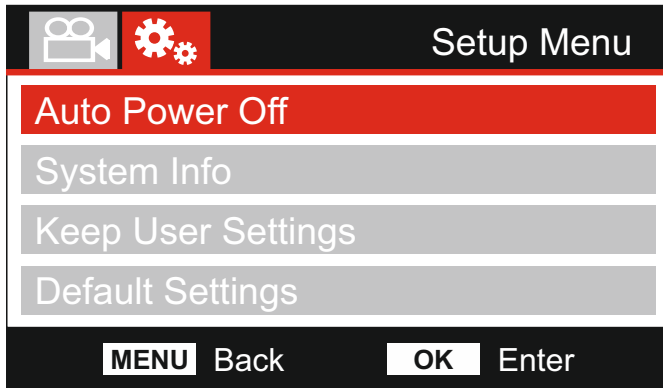 Setup Menu
Auto Power Off
System Info
Keep User Settings
Default Settings
MENU Back OK Enter